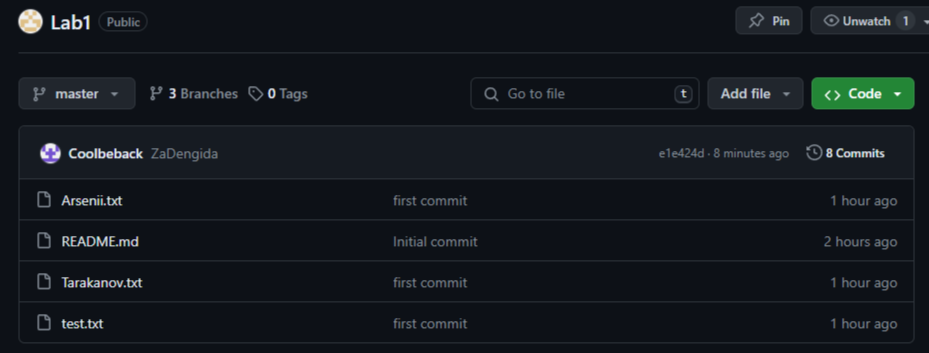 Lab1 Public Pin Unwatch 1
master 3 Branches 0 Tags Go to file t Add file Code
Coolbeback ZaDengida e1e424d · 8 minutes ago 8 Commits
Arsenii.txt first commit 1 hour ago
README.md Initial commit 2 hours ago
Tarakanov.txt first commit 1 hour ago
test.txt first commit 1 hour ago